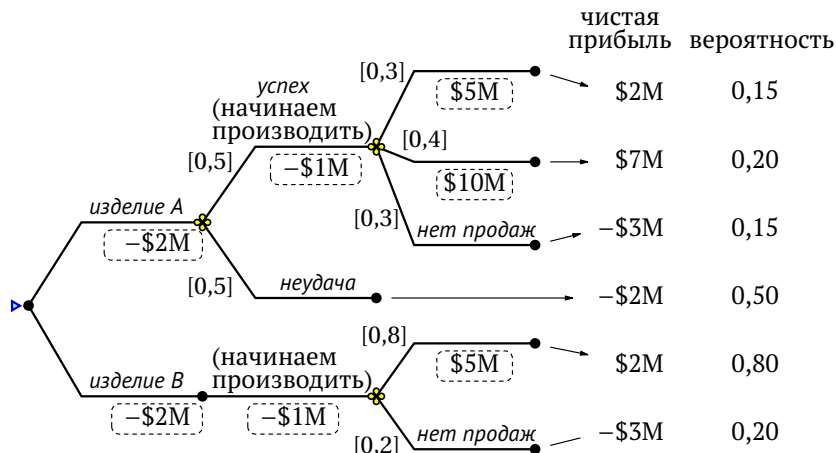 чистая
прибыль вероятность
[0,3] $5M $2M 0,15
успех
(начинаем
производить)
[0,5] −$1M
[0,4] $10M $7M 0,20
[0,3] нет продаж −$3M 0,15
изделие A
−$2M
[0,5] неудача −$2M 0,50
[0,8] $5M $2M 0,80
(начинаем
производить)
изделие B
−$2M −$1M
[0,2] нет продаж −$3M 0,20